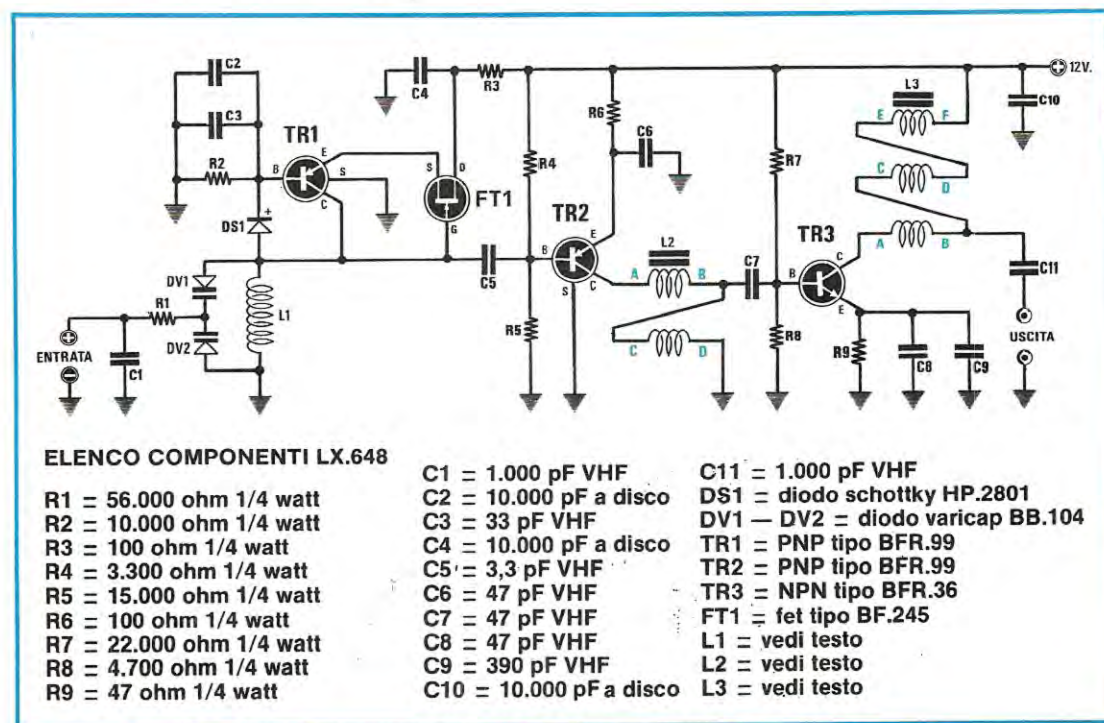 C2
C3
R2
TR1
B
E
S
C
DS1
+
DV1
DV2
R1
L1
ENTRATA
+
−
C1
C4
R3
S
D
G
FT1
R4
R5
C5
R6
C6
TR2
B
E
C
S
L2
A
B
C
D
C7
R7
R8
TR3
B
C
E
R9
C8
C9
L3
E
F
C
D
A
B
+ 12V.
C10
C11
USCITA
ELENCO COMPONENTI LX.648
R1 = 56.000 ohm 1/4 watt
R2 = 10.000 ohm 1/4 watt
R3 = 100 ohm 1/4 watt
R4 = 3.300 ohm 1/4 watt
R5 = 15.000 ohm 1/4 watt
R6 = 100 ohm 1/4 watt
R7 = 22.000 ohm 1/4 watt
R8 = 4.700 ohm 1/4 watt
R9 = 47 ohm 1/4 watt
C1 = 1.000 pF VHF
C2 = 10.000 pF a disco
C3 = 33 pF VHF
C4 = 10.000 pF a disco
C5 = 3,3 pF VHF
C6 = 47 pF VHF
C7 = 47 pF VHF
C8 = 47 pF VHF
C9 = 390 pF VHF
C10 = 10.000 pF a disco
C11 = 1.000 pF VHF
DS1 = diodo schottky HP.2801
DV1 — DV2 = diodo varicap BB.104
TR1 = PNP tipo BFR.99
TR2 = PNP tipo BFR.99
TR3 = NPN tipo BFR.36
FT1 = fet tipo BF.245
L1 = vedi testo
L2 = vedi testo
L3 = vedi testo